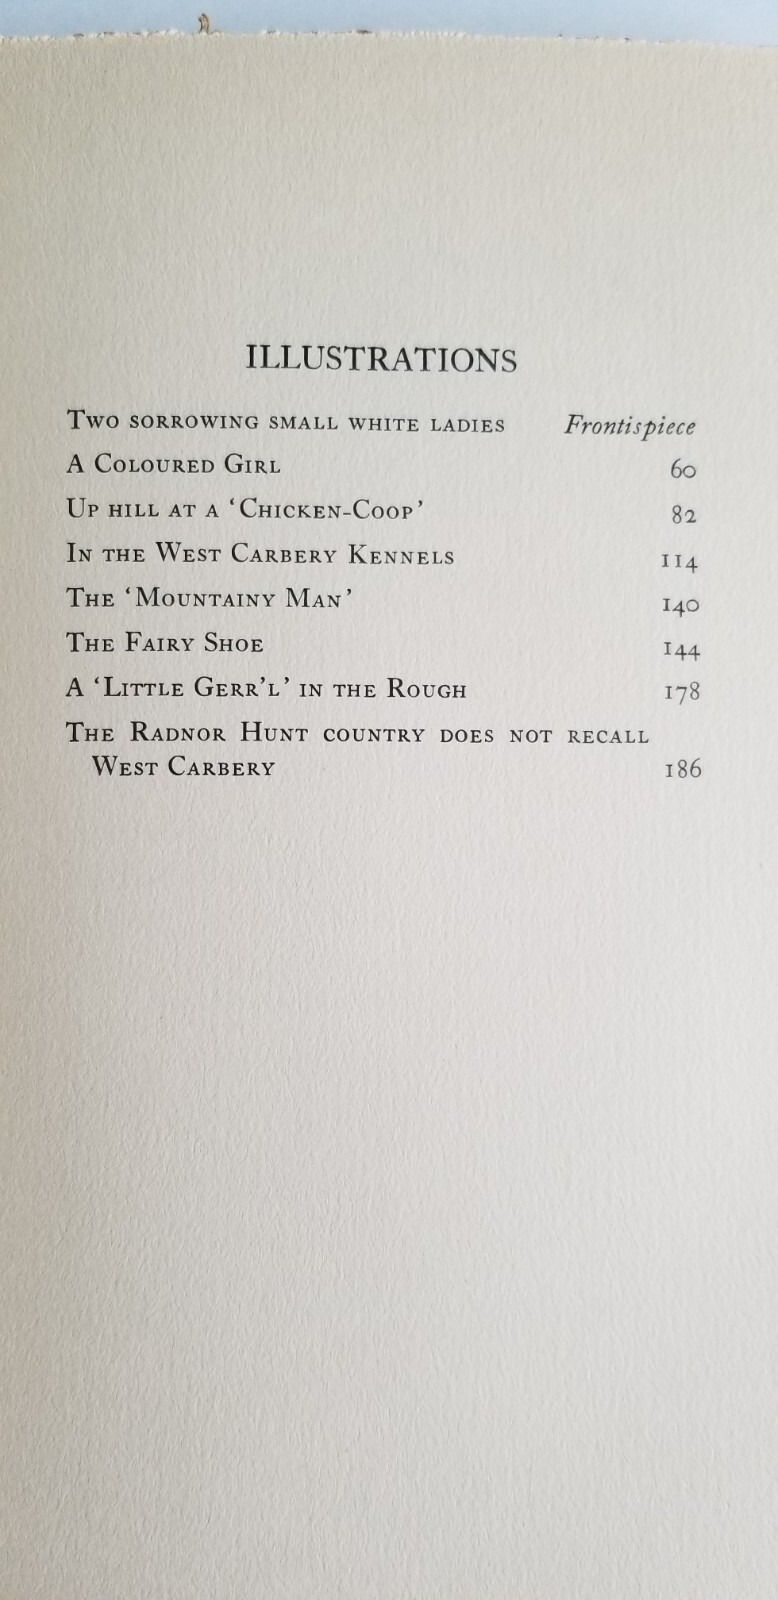 ILLUSTRATIONS
Two sorrowing small white ladies Frontispiece
A Coloured Girl 60
Up hill at a ‘Chicken-Coop’ 82
In the West Carbery Kennels 114
The ‘Mountainy Man’ 140
The Fairy Shoe 144
A ‘Little Gerr’l’ in the Rough 178
The Radnor Hunt country does not recall
West Carbery 186